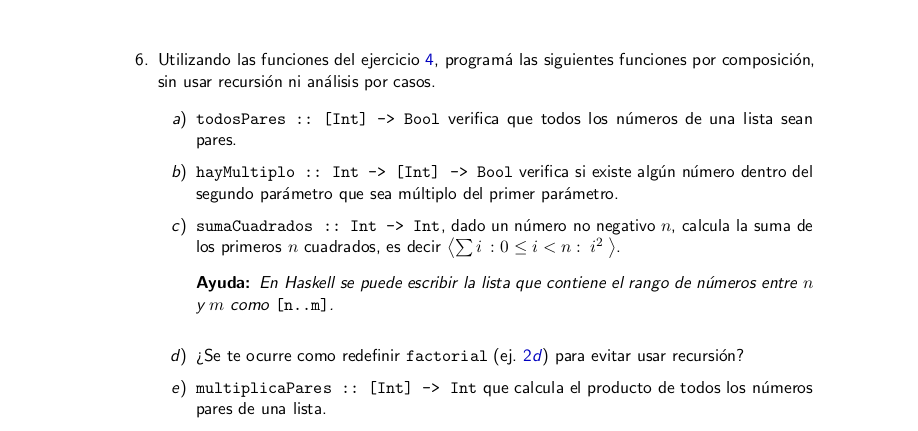 6. Utilizando las funciones del ejercicio 4, programá las siguientes funciones por composición,
sin usar recursión ni análisis por casos.
a) todosPares :: [Int] -> Bool verifica que todos los números de una lista sean
pares.
b) hayMultiplo :: Int -> [Int] -> Bool verifica si existe algún número dentro del
segundo parámetro que sea múltiplo del primer parámetro.
c) sumaCuadrados :: Int -> Int, dado un número no negativo n, calcula la suma de
los primeros n cuadrados, es decir ⟨∑ i : 0 ≤ i < n : i² ⟩.
Ayuda: En Haskell se puede escribir la lista que contiene el rango de números entre n
y m como [n..m].
d) ¿Se te ocurre como redefinir factorial (ej. 2d) para evitar usar recursión?
e) multiplicaPares :: [Int] -> Int que calcula el producto de todos los números
pares de una lista.